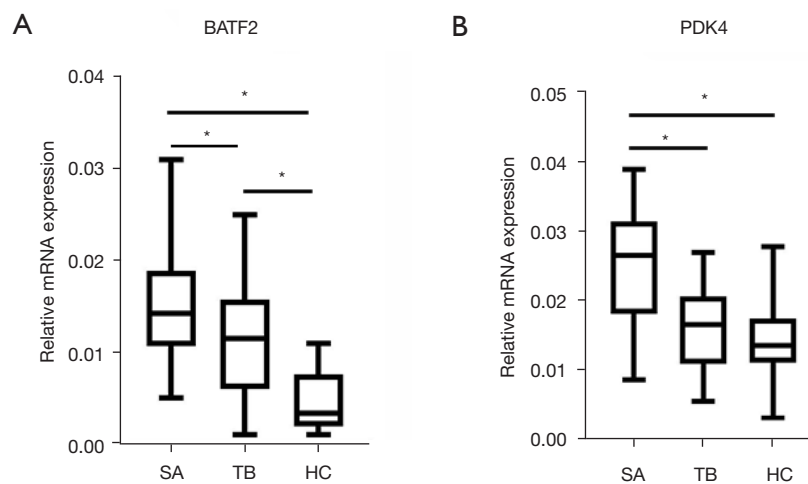 A
BATF2
Relative mRNA expression
0.04
0.03
0.02
0.01
0.00
*
*
*
SA
TB
HC
B
PDK4
Relative mRNA expression
0.05
0.04
0.03
0.02
0.01
0.00
*
*
SA
TB
HC